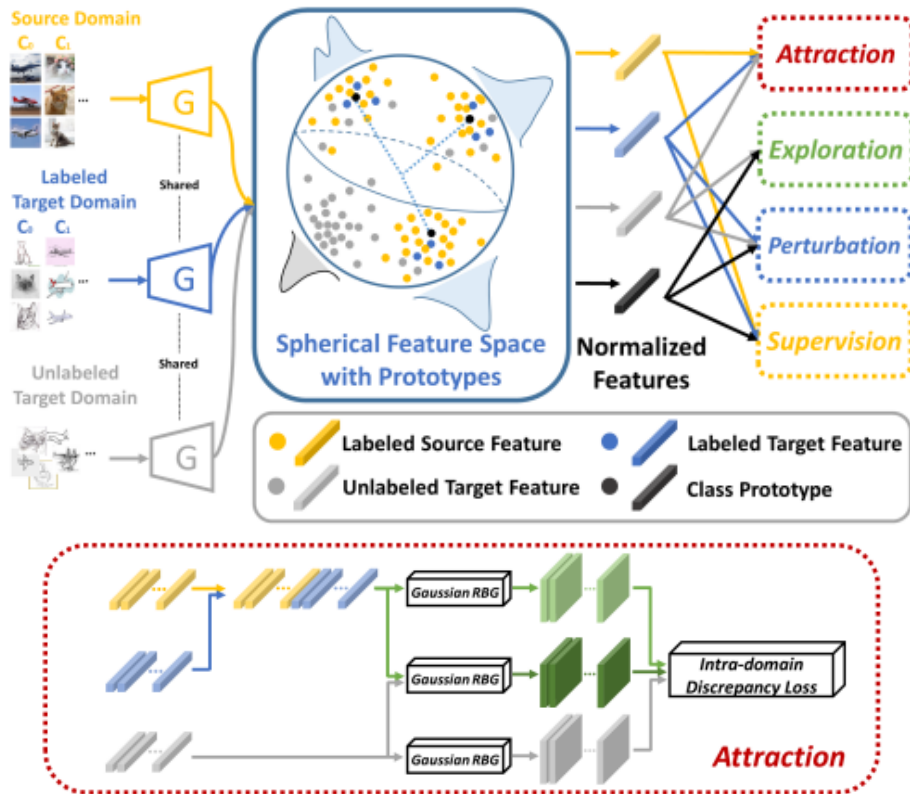 Source Domain
C₀ C₁
...
G
Shared
Labeled
Target Domain
C₀ C₁
...
G
Shared
Unlabeled
Target Domain
...
G
Spherical Feature Space
with Prototypes
Normalized
Features
Attraction
Exploration
Perturbation
Supervision
Labeled Source Feature
Labeled Target Feature
Unlabeled Target Feature
Class Prototype
Gaussian RBG
Gaussian RBG
Gaussian RBG
Intra-domain
Discrepancy Loss
Attraction